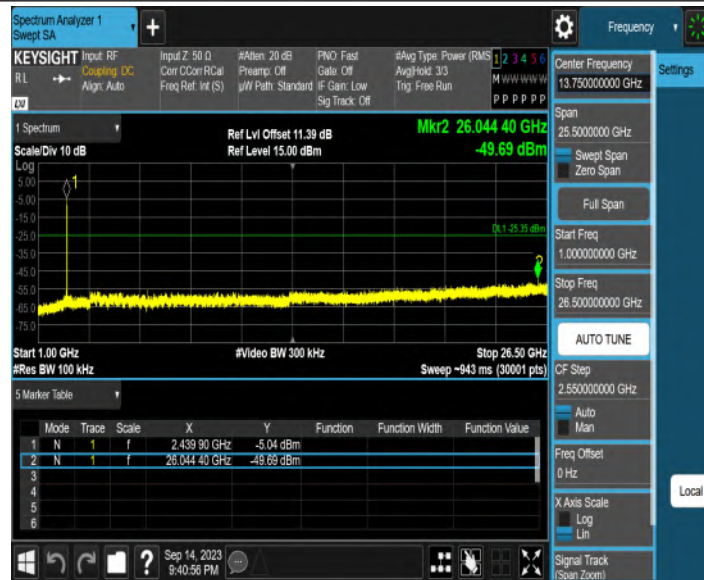 Spectrum Analyzer 1
Swept SA
+
Frequency
KEYSIGHT
Input: RF
Coupling: DC
Align: Auto
Input Z: 50 Ω
Corr CCorr RCal
Freq Ref: Int (S)
#Atten: 20 dB
Preamp: Off
µW Path: Standard
PNO: Fast
Gate: Off
IF Gain: Low
Sig Track: Off
#Avg Type: Power (RMS
Avg|Hold: 3/3
Trig: Free Run
1 2 3 4 5 6
M W W W W W
P P P P P P
RL
LXI
1 Spectrum
Scale/Div 10 dB
Ref Lvl Offset 11.39 dB
Ref Level 15.00 dBm
Mkr2 26.044 40 GHz
-49.69 dBm
Log
5.00
-5.00
-15.0
-25.0
-35.0
-45.0
-55.0
-65.0
-75.0
1
DL1 -25.35 dBm
2
Start 1.00 GHz
#Res BW 100 kHz
#Video BW 300 kHz
Stop 26.50 GHz
Sweep ~943 ms (30001 pts)
5 Marker Table
Mode Trace Scale X Y Function Function Width Function Value
1 N 1 f 2.439 90 GHz -5.04 dBm
2 N 1 f 26.044 40 GHz -49.69 dBm
3
4
5
6
?
Sep 14, 2023
9:40:56 PM
Center Frequency
13.750000000 GHz
Settings
Span
25.5000000 GHz
Swept Span
Zero Span
Full Span
Start Freq
1.000000000 GHz
Stop Freq
26.500000000 GHz
AUTO TUNE
CF Step
2.550000000 GHz
Auto
Man
Freq Offset
0 Hz
Local
X Axis Scale
Log
Lin
Signal Track
(Span Zoom)